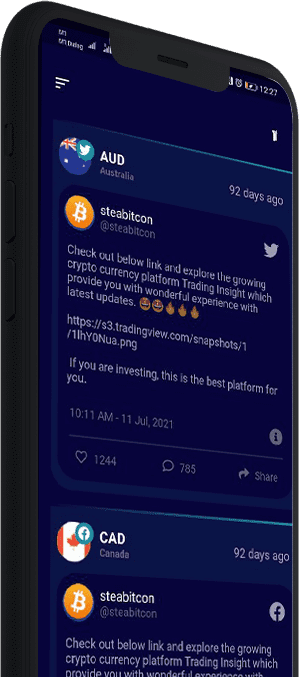 12:27
AUD
Australia
92 days ago
steabitcon
@steabitcon
Check out below link and explore the growing
crypto currency platform Trading Insight which
provide you with wonderful experience with
latest updates. 🤩🤩🔥🔥🔥
https://s3.tradingview.com/snapshots/1
/1IhY0Nua.png
If you are investing, this is the best platform for
you.
10:11 AM - 11 Jul, 2021
1244
785
Share
CAD
Canada
92 days ago
steabitcon
@steabitcon
Check out below link and explore the growing
crypto currency platform Trading Insight which
provide you with wonderful experience with